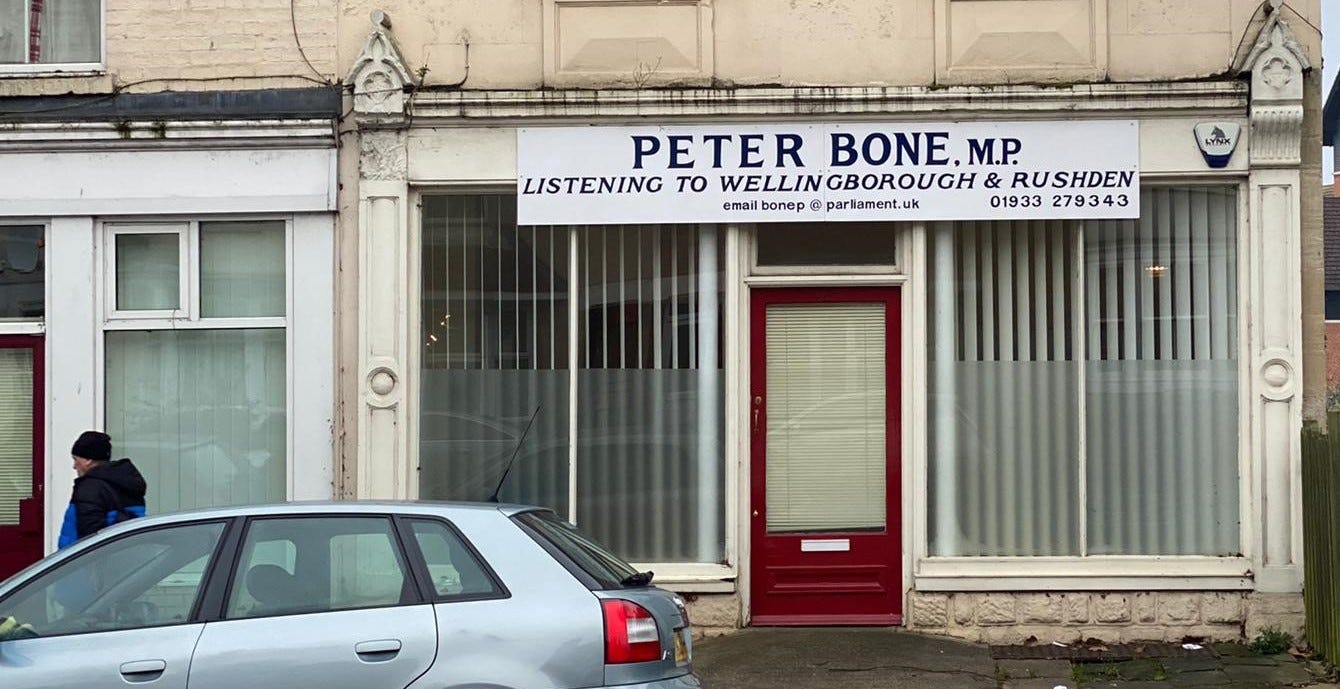 PETER BONE, M.P.
LISTENING TO WELLINGBOROUGH & RUSHDEN
email bonep @ parliament.uk
01933 279343
LYNX